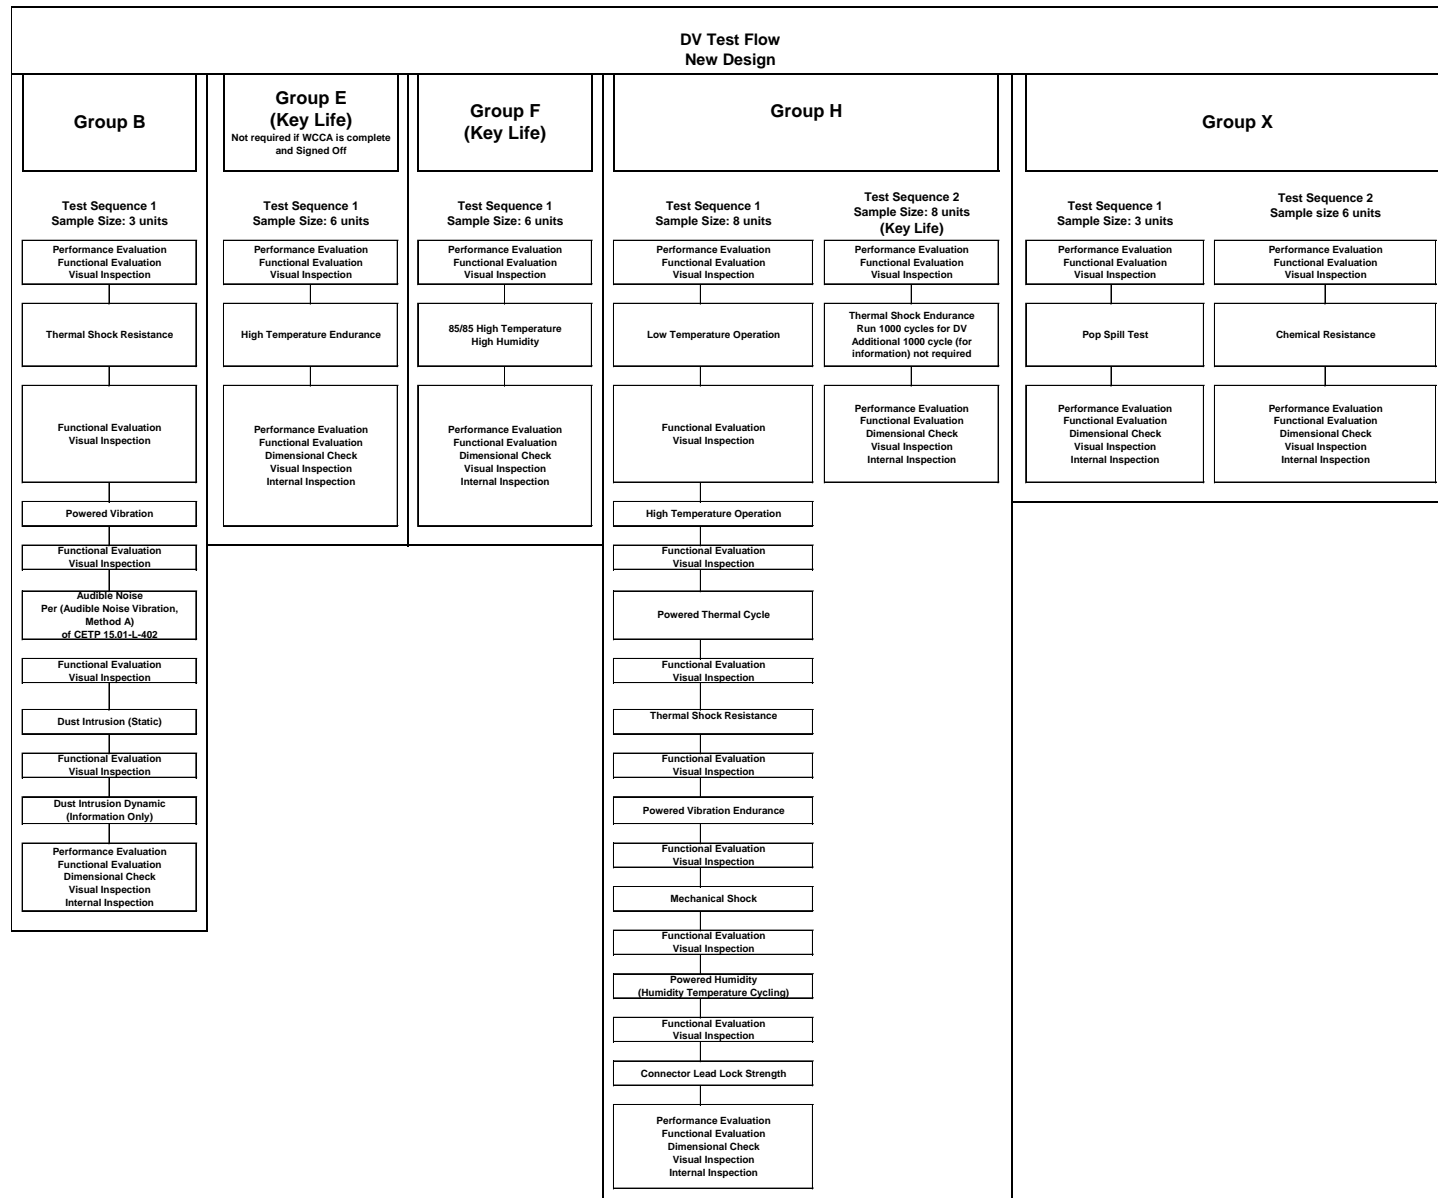 DV Test Flow
New Design
Group B
Test Sequence 1
Sample Size: 3 units
Performance Evaluation
Functional Evaluation
Visual Inspection
Thermal Shock Resistance
Functional Evaluation
Visual Inspection
Powered Vibration
Functional Evaluation
Visual Inspection
Audible Noise
Per (Audible Noise Vibration,
Method A)
of CETP 15.01-L-402
Functional Evaluation
Visual Inspection
Dust Intrusion (Static)
Functional Evaluation
Visual Inspection
Dust Intrusion Dynamic
(Information Only)
Performance Evaluation
Functional Evaluation
Dimensional Check
Visual Inspection
Internal Inspection
Group E
(Key Life)
Not required if WCCA is complete
and Signed Off
Test Sequence 1
Sample Size: 6 units
Performance Evaluation
Functional Evaluation
Visual Inspection
High Temperature Endurance
Performance Evaluation
Functional Evaluation
Dimensional Check
Visual Inspection
Internal Inspection
Group F
(Key Life)
Test Sequence 1
Sample Size: 6 units
Performance Evaluation
Functional Evaluation
Visual Inspection
85/85 High Temperature
High Humidity
Performance Evaluation
Functional Evaluation
Dimensional Check
Visual Inspection
Internal Inspection
Group H
Test Sequence 1
Sample Size: 8 units
Performance Evaluation
Functional Evaluation
Visual Inspection
Low Temperature Operation
Functional Evaluation
Visual Inspection
High Temperature Operation
Functional Evaluation
Visual Inspection
Powered Thermal Cycle
Functional Evaluation
Visual Inspection
Thermal Shock Resistance
Functional Evaluation
Visual Inspection
Powered Vibration Endurance
Functional Evaluation
Visual Inspection
Mechanical Shock
Functional Evaluation
Visual Inspection
Powered Humidity
(Humidity Temperature Cycling)
Functional Evaluation
Visual Inspection
Connector Lead Lock Strength
Performance Evaluation
Functional Evaluation
Dimensional Check
Visual Inspection
Internal Inspection
Test Sequence 2
Sample Size: 8 units
(Key Life)
Performance Evaluation
Functional Evaluation
Visual Inspection
Thermal Shock Endurance
Run 1000 cycles for DV
Additional 1000 cycle (for
information) not required
Performance Evaluation
Functional Evaluation
Dimensional Check
Visual Inspection
Internal Inspection
Group X
Test Sequence 1
Sample Size: 3 units
Performance Evaluation
Functional Evaluation
Visual Inspection
Pop Spill Test
Performance Evaluation
Functional Evaluation
Dimensional Check
Visual Inspection
Internal Inspection
Test Sequence 2
Sample size 6 units
Performance Evaluation
Functional Evaluation
Visual Inspection
Chemical Resistance
Performance Evaluation
Functional Evaluation
Dimensional Check
Visual Inspection
Internal Inspection